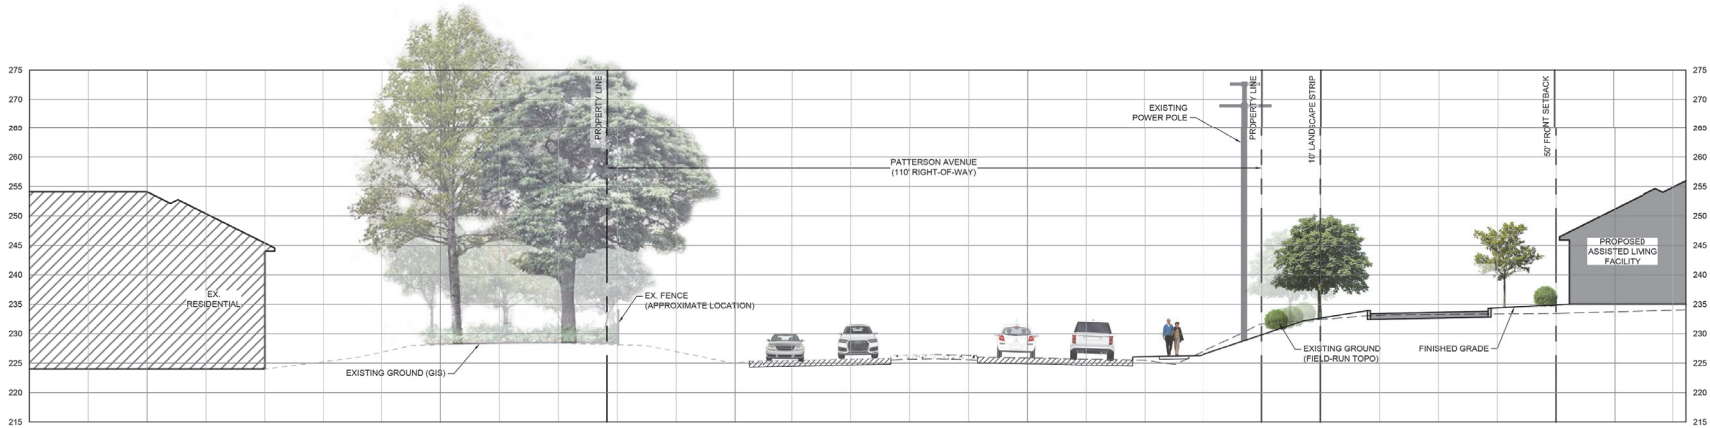 275
270
265
260
255
250
245
240
235
230
225
220
215
EX.
RESIDENTIAL
EXISTING GROUND (GIS)
PROPERTY LINE
EX. FENCE
(APPROXIMATE LOCATION)
PATTERSON AVENUE
(110' RIGHT-OF-WAY)
EXISTING
POWER POLE
PROPERTY LINE
10' LANDSCAPE STRIP
EXISTING GROUND
(FIELD-RUN TOPO)
FINISHED GRADE
50' FRONT SETBACK
PROPOSED
ASSISTED LIVING
FACILITY
275
270
265
260
255
250
245
240
235
230
225
220
215